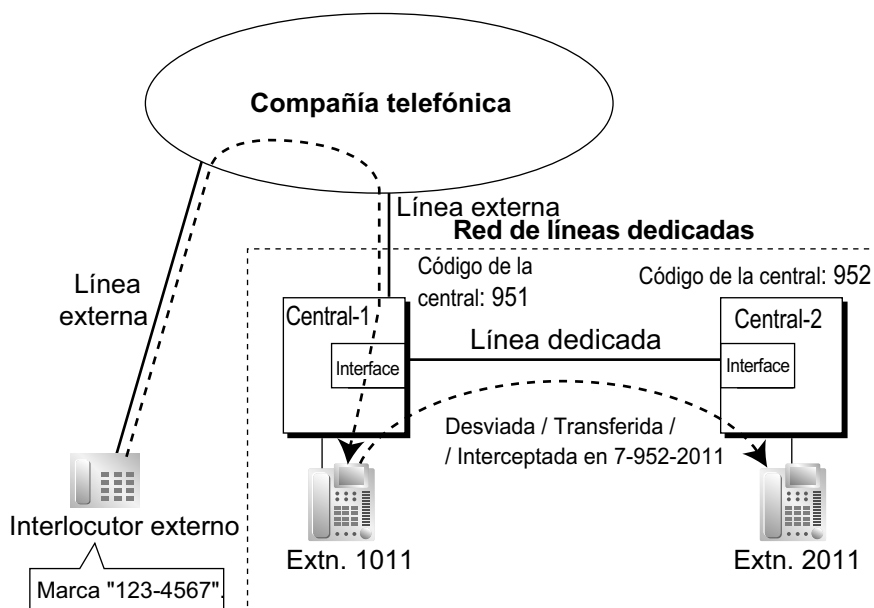 Compañía telefónica
Línea externa
Red de líneas dedicadas
Línea
externa
Código de la
central: 951
Código de la central: 952
Central-1
Interface
Línea dedicada
Central-2
Interface
Desviada / Transferida /
/ Interceptada en 7-952-2011
Interlocutor externo
Extn. 1011
Extn. 2011
Marca "123-4567".